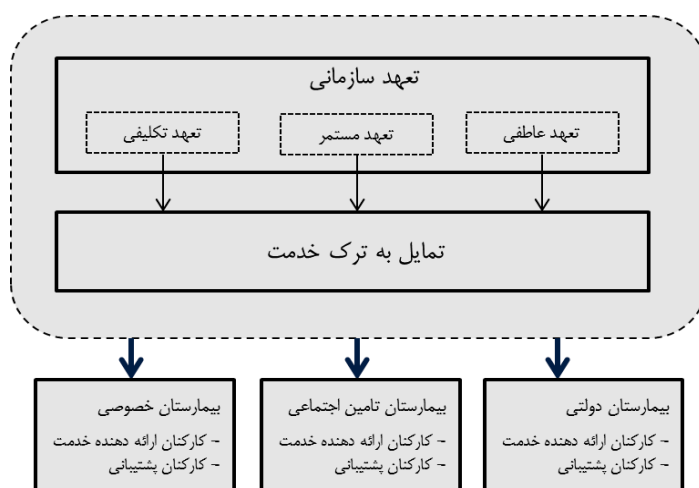 تعهد سازمانی
تعهد عاطفی
تعهد مستمر
تعهد تکلیفی
تمایل به ترک خدمت
بیمارستان دولتی
- کارکنان ارائه دهنده خدمت
- کارکنان پشتیبانی
بیمارستان تامین اجتماعی
- کارکنان ارائه دهنده خدمت
- کارکنان پشتیبانی
بیمارستان خصوصی
- کارکنان ارائه دهنده خدمت
- کارکنان پشتیبانی